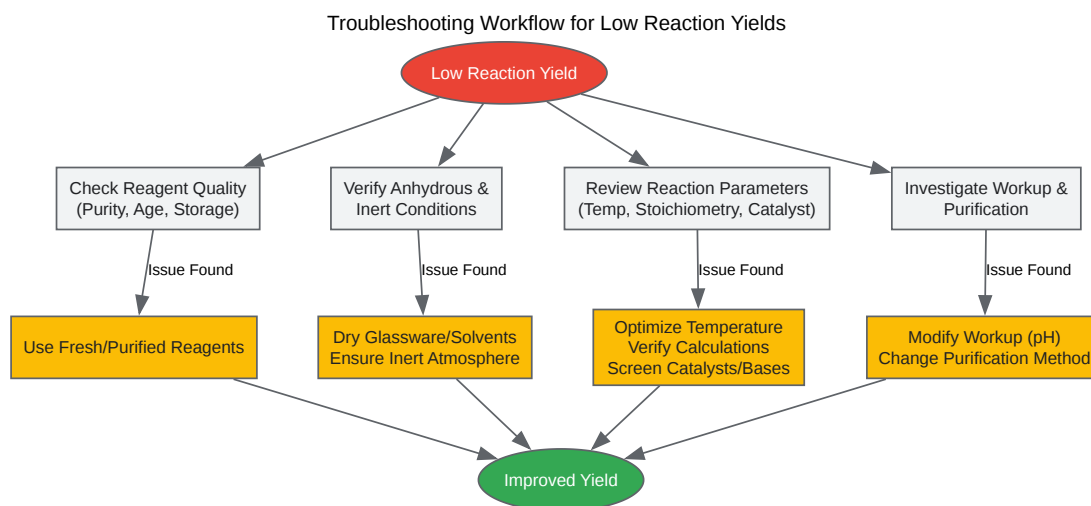 Troubleshooting Workflow for Low Reaction Yields
Low Reaction Yield
Check Reagent Quality
(Purity, Age, Storage)
Verify Anhydrous &
Inert Conditions
Review Reaction Parameters
(Temp, Stoichiometry, Catalyst)
Investigate Workup &
Purification
Issue Found
Issue Found
Issue Found
Issue Found
Use Fresh/Purified Reagents
Dry Glassware/Solvents
Ensure Inert Atmosphere
Optimize Temperature
Verify Calculations
Screen Catalysts/Bases
Modify Workup (pH)
Change Purification Method
Improved Yield